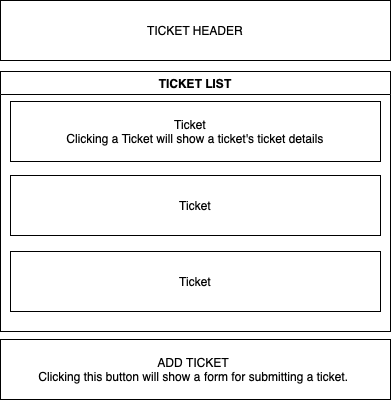 TICKET HEADER
TICKET LIST
Ticket
Clicking a Ticket will show a ticket's ticket details
Ticket
Ticket
ADD TICKET
Clicking this button will show a form for submitting a ticket.